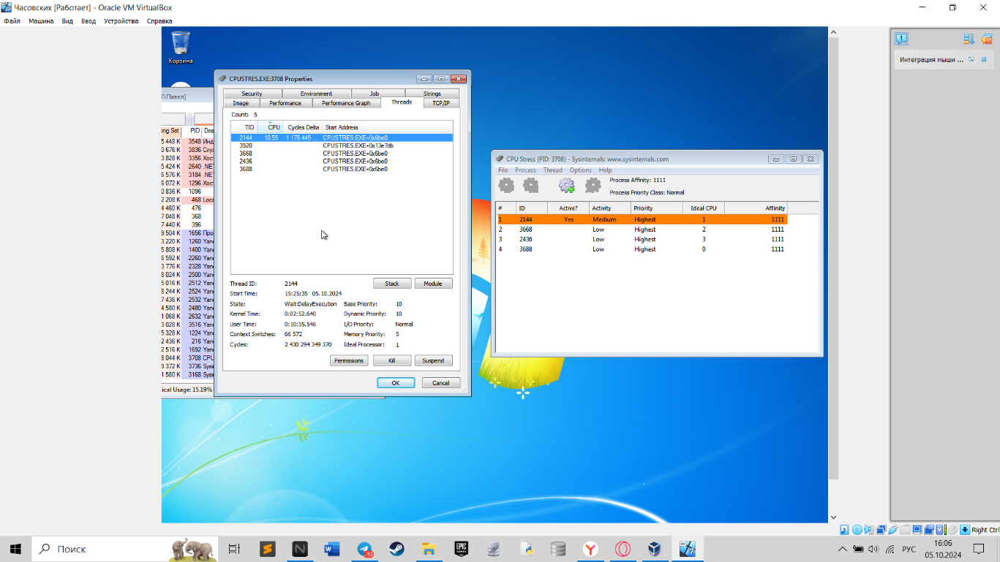 Часовских [Работает] - Oracle VM VirtualBox
Файл Машина Вид Ввод Устройства Справка
Корзина
Интеграция мыши ...
CPUSTRES.EXE:3708 Properties
Security Environment Job Strings
Image Performance Performance Graph Threads TCP/IP
Count: 5
TID CPU Cycles Delta Start Address
2144 10.55 1 178 445 ... CPUSTRES.EXE+0x6be0
3920 CPUSTRES.EXE+0x13e7db
3668 CPUSTRES.EXE+0x6be0
2436 CPUSTRES.EXE+0x6be0
3688 CPUSTRES.EXE+0x6be0
Thread ID: 2144 Stack Module
Start Time: 15:25:35 05.10.2024
State: Wait:DelayExecution Base Priority: 10
Kernel Time: 0:02:52.640 Dynamic Priority: 10
User Time: 0:10:35.546 I/O Priority: Normal
Context Switches: 66 572 Memory Priority: 5
Cycles: 2 430 294 349 370 Ideal Processor: 1
Permissions Kill Suspend
OK Cancel
\Павел]
ing Set PID Des
5 448 K 3548 Инд
0 676 K 3836 Слу
3 828 K 3356 Хост
5 424 K 2640 .NET
6 576 K 3184 .NET
6 072 K 1296 Хост
0 836 K 1096
2 208 K 468 Loca
4 460 K 476
7 048 K 368
7 440 K 396
9 504 K 1656 Про
3 220 K 1260 Yan
5 808 K 1400 Yan
6 592 K 2260 Yan
3 776 K 2328 Yan
8 024 K 2500 Yan
5 016 K 2512 Yan
8 244 K 2524 Yan
7 436 K 2532 Yan
4 580 K 2480 Yan
1 068 K 2632 Yan
3 028 K 3516 Yan
5 328 K 1224 Yan
2 436 K 216 Yan
2 516 K 1692 Yan
8 044 K 3708 CPU
9 372 K 3736 Sysi
1 580 K 3168 Sysi
ical Usage: 15.19%
CPU Stress (PID: 3708) - Sysinternals: www.sysinternals.com
File Process Thread Options Help
Process Affinity: 1111
Process Priority Class: Normal
# ID Active? Activity Priority Ideal CPU Affinity
1 2144 Yes Medium Highest 1 1111
2 3668 Low Highest 2 1111
3 2436 Low Highest 3 1111
4 3688 Low Highest 0 1111
Right Ctrl
Поиск
92
EPIC
РУС
16:06
05.10.2024